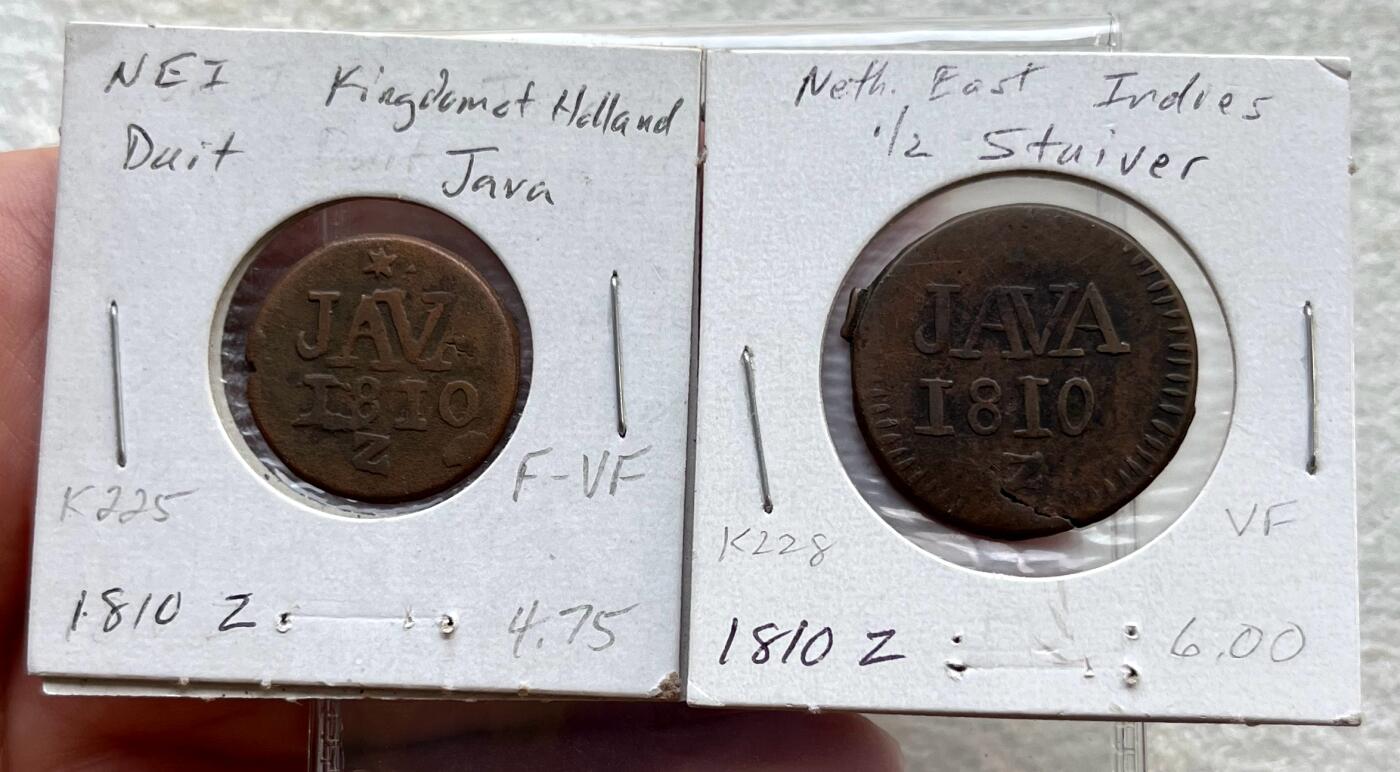 NEI Kingdom of Holland
Duit Java
JAVA
1810
Z
K225
F-VF
1810 Z
4.75
Neth. East Indies
1/2 Stuiver
JAVA
1810
Z
K228
VF
1810 Z
6.00